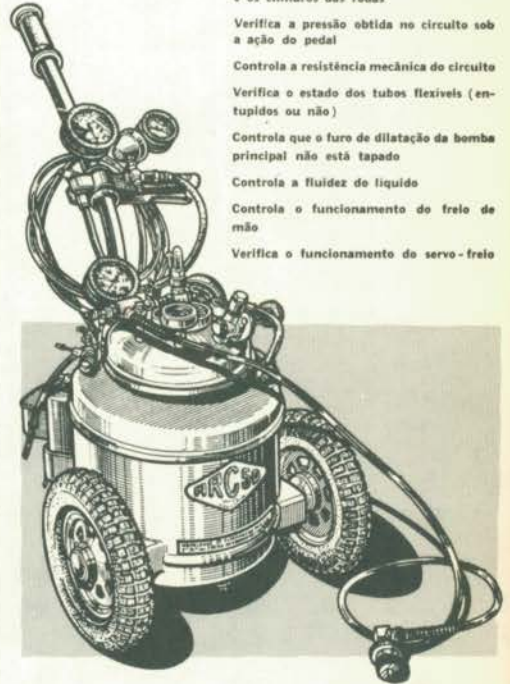 Verifica a pressão obtida no circuito sob
a ação do pedal
Controla a resistência mecânica do circuito
Verifica o estado dos tubos flexíveis (en-
tupidos ou não)
Controla que o furo de dilatação da bomba
principal não está tapado
Controla a fluidez do líquido
Controla o funcionamento do freio de
mão
Verifica o funcionamento do servo-freio
ARC50